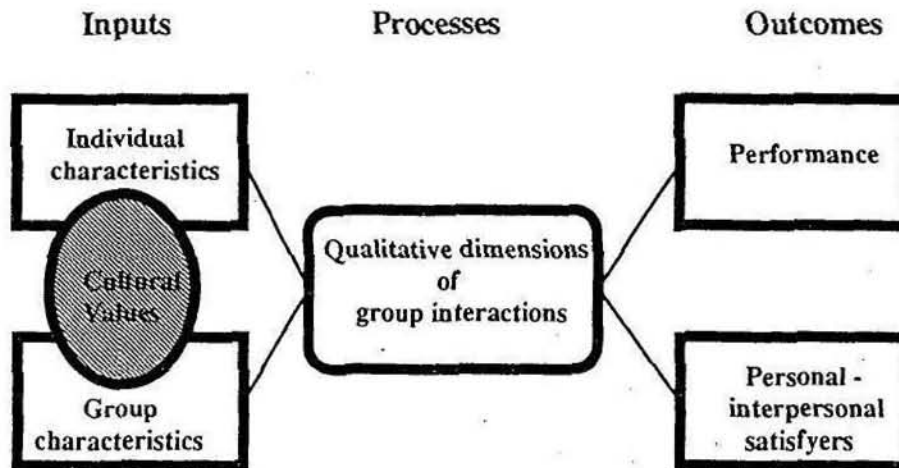 Inputs
Processes
Outcomes
Individual
characteristics
Cultural
Values
Group
characteristics
Qualitative dimensions
of
group interactions
Performance
Personal -
interpersonal
satisfyers